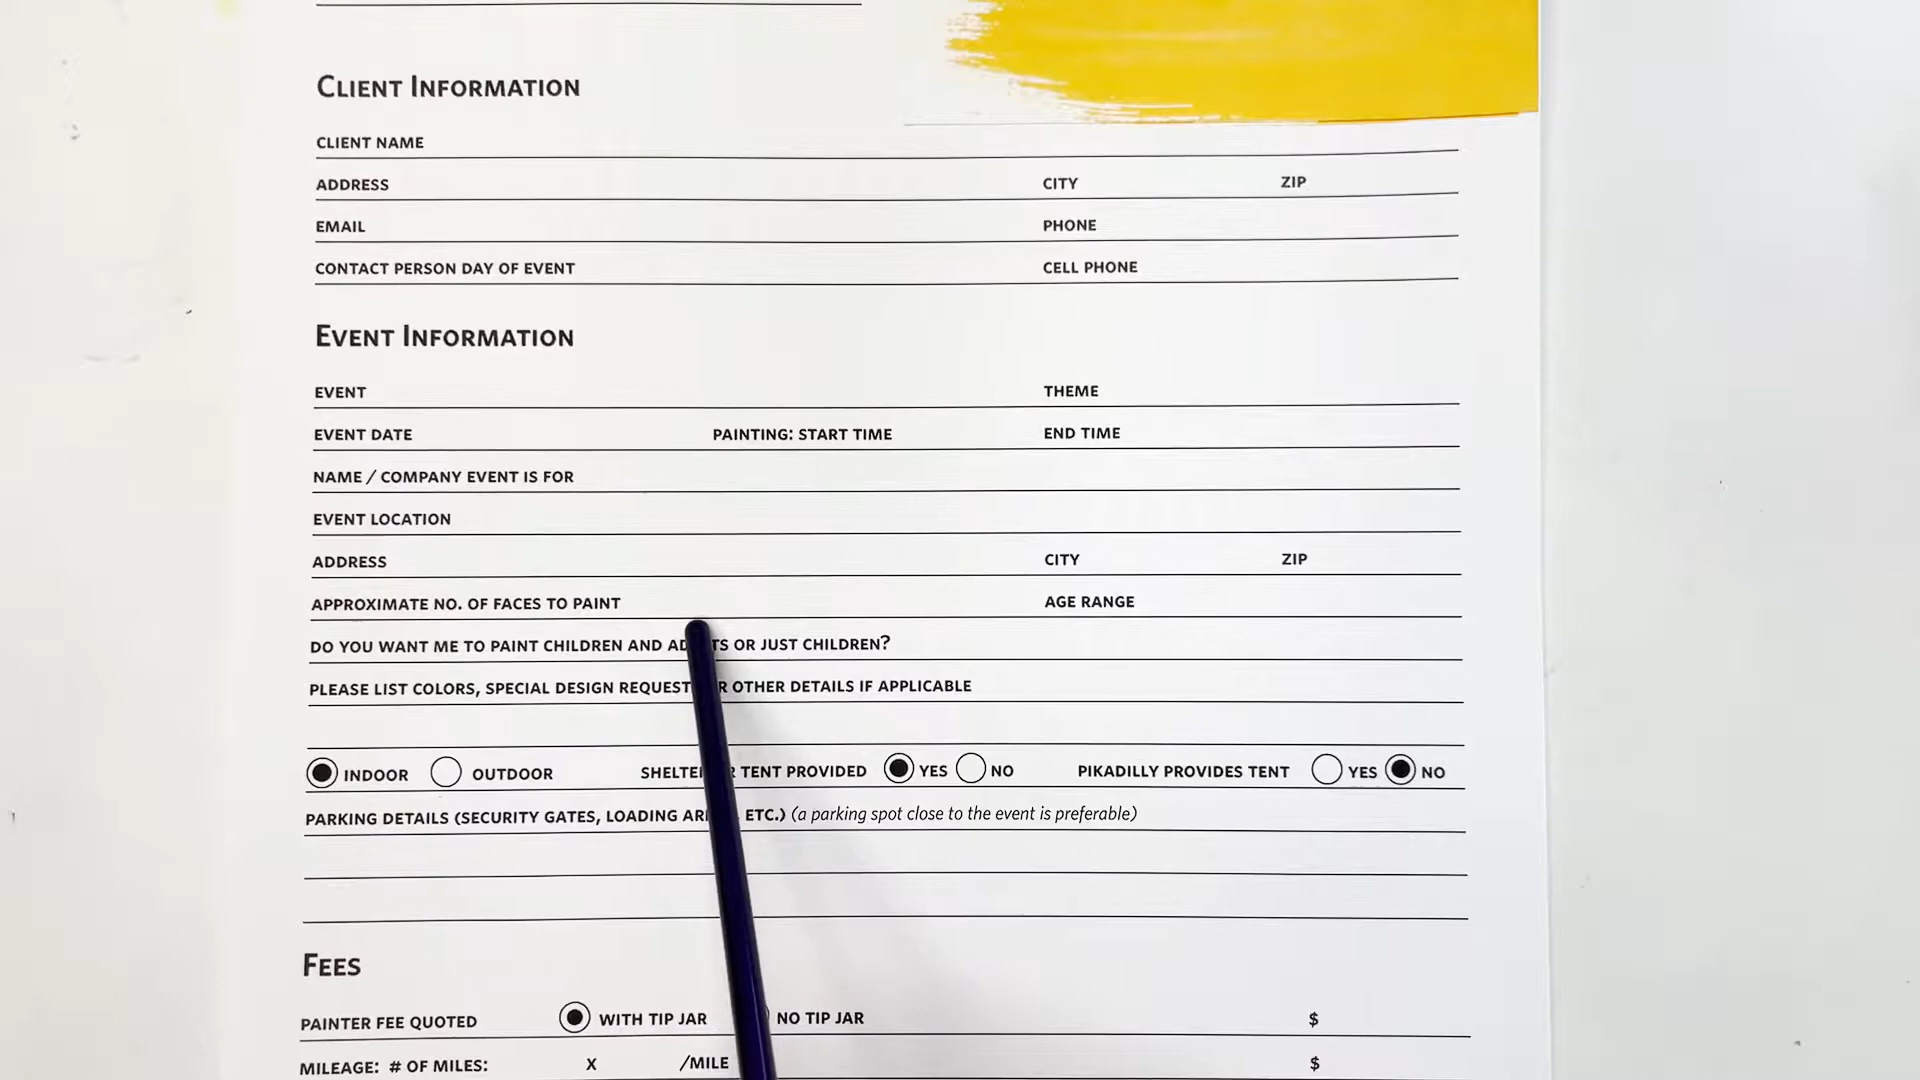 CLIENT INFORMATION
CLIENT NAME
ADDRESS CITY ZIP
EMAIL PHONE
CONTACT PERSON DAY OF EVENT CELL PHONE
EVENT INFORMATION
EVENT THEME
EVENT DATE PAINTING: START TIME END TIME
NAME / COMPANY EVENT IS FOR
EVENT LOCATION
ADDRESS CITY ZIP
APPROXIMATE NO. OF FACES TO PAINT AGE RANGE
DO YOU WANT ME TO PAINT CHILDREN AND OR JUST CHILDREN?
PLEASE LIST COLORS, SPECIAL DESIGN OTHER DETAILS IF APPLICABLE
INDOOR OUTDOOR TENT PROVIDED YES NO PIKADILLY PROVIDES TENT YES NO
PARKING DETAILS (SECURITY GATES, LOADING ETC.) (a parking spot close to the event is preferable)
FEES
PAINTER FEE QUOTED WITH TIP JAR NO TIP JAR $
MILEAGE: # OF MILES: X /MILE $